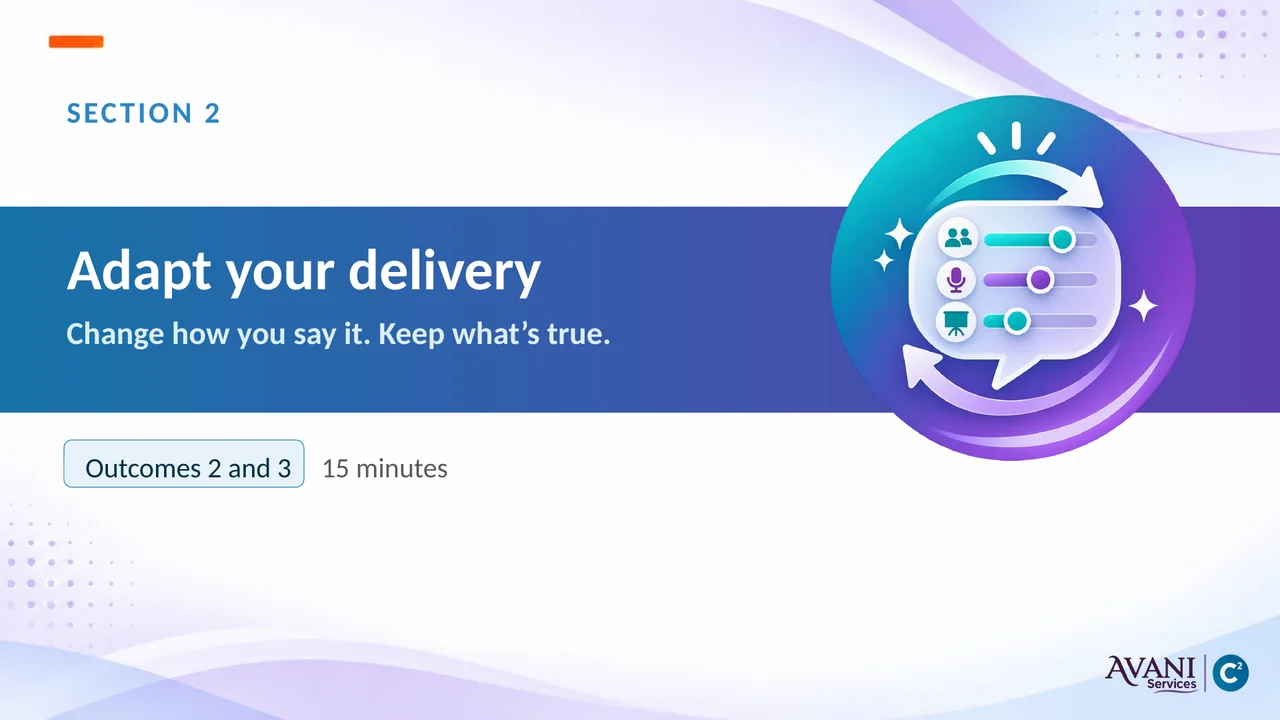 SECTION 2
Adapt your delivery
Change how you say it. Keep what’s true.
Outcomes 2 and 3
15 minutes
AVANI
Services
C²